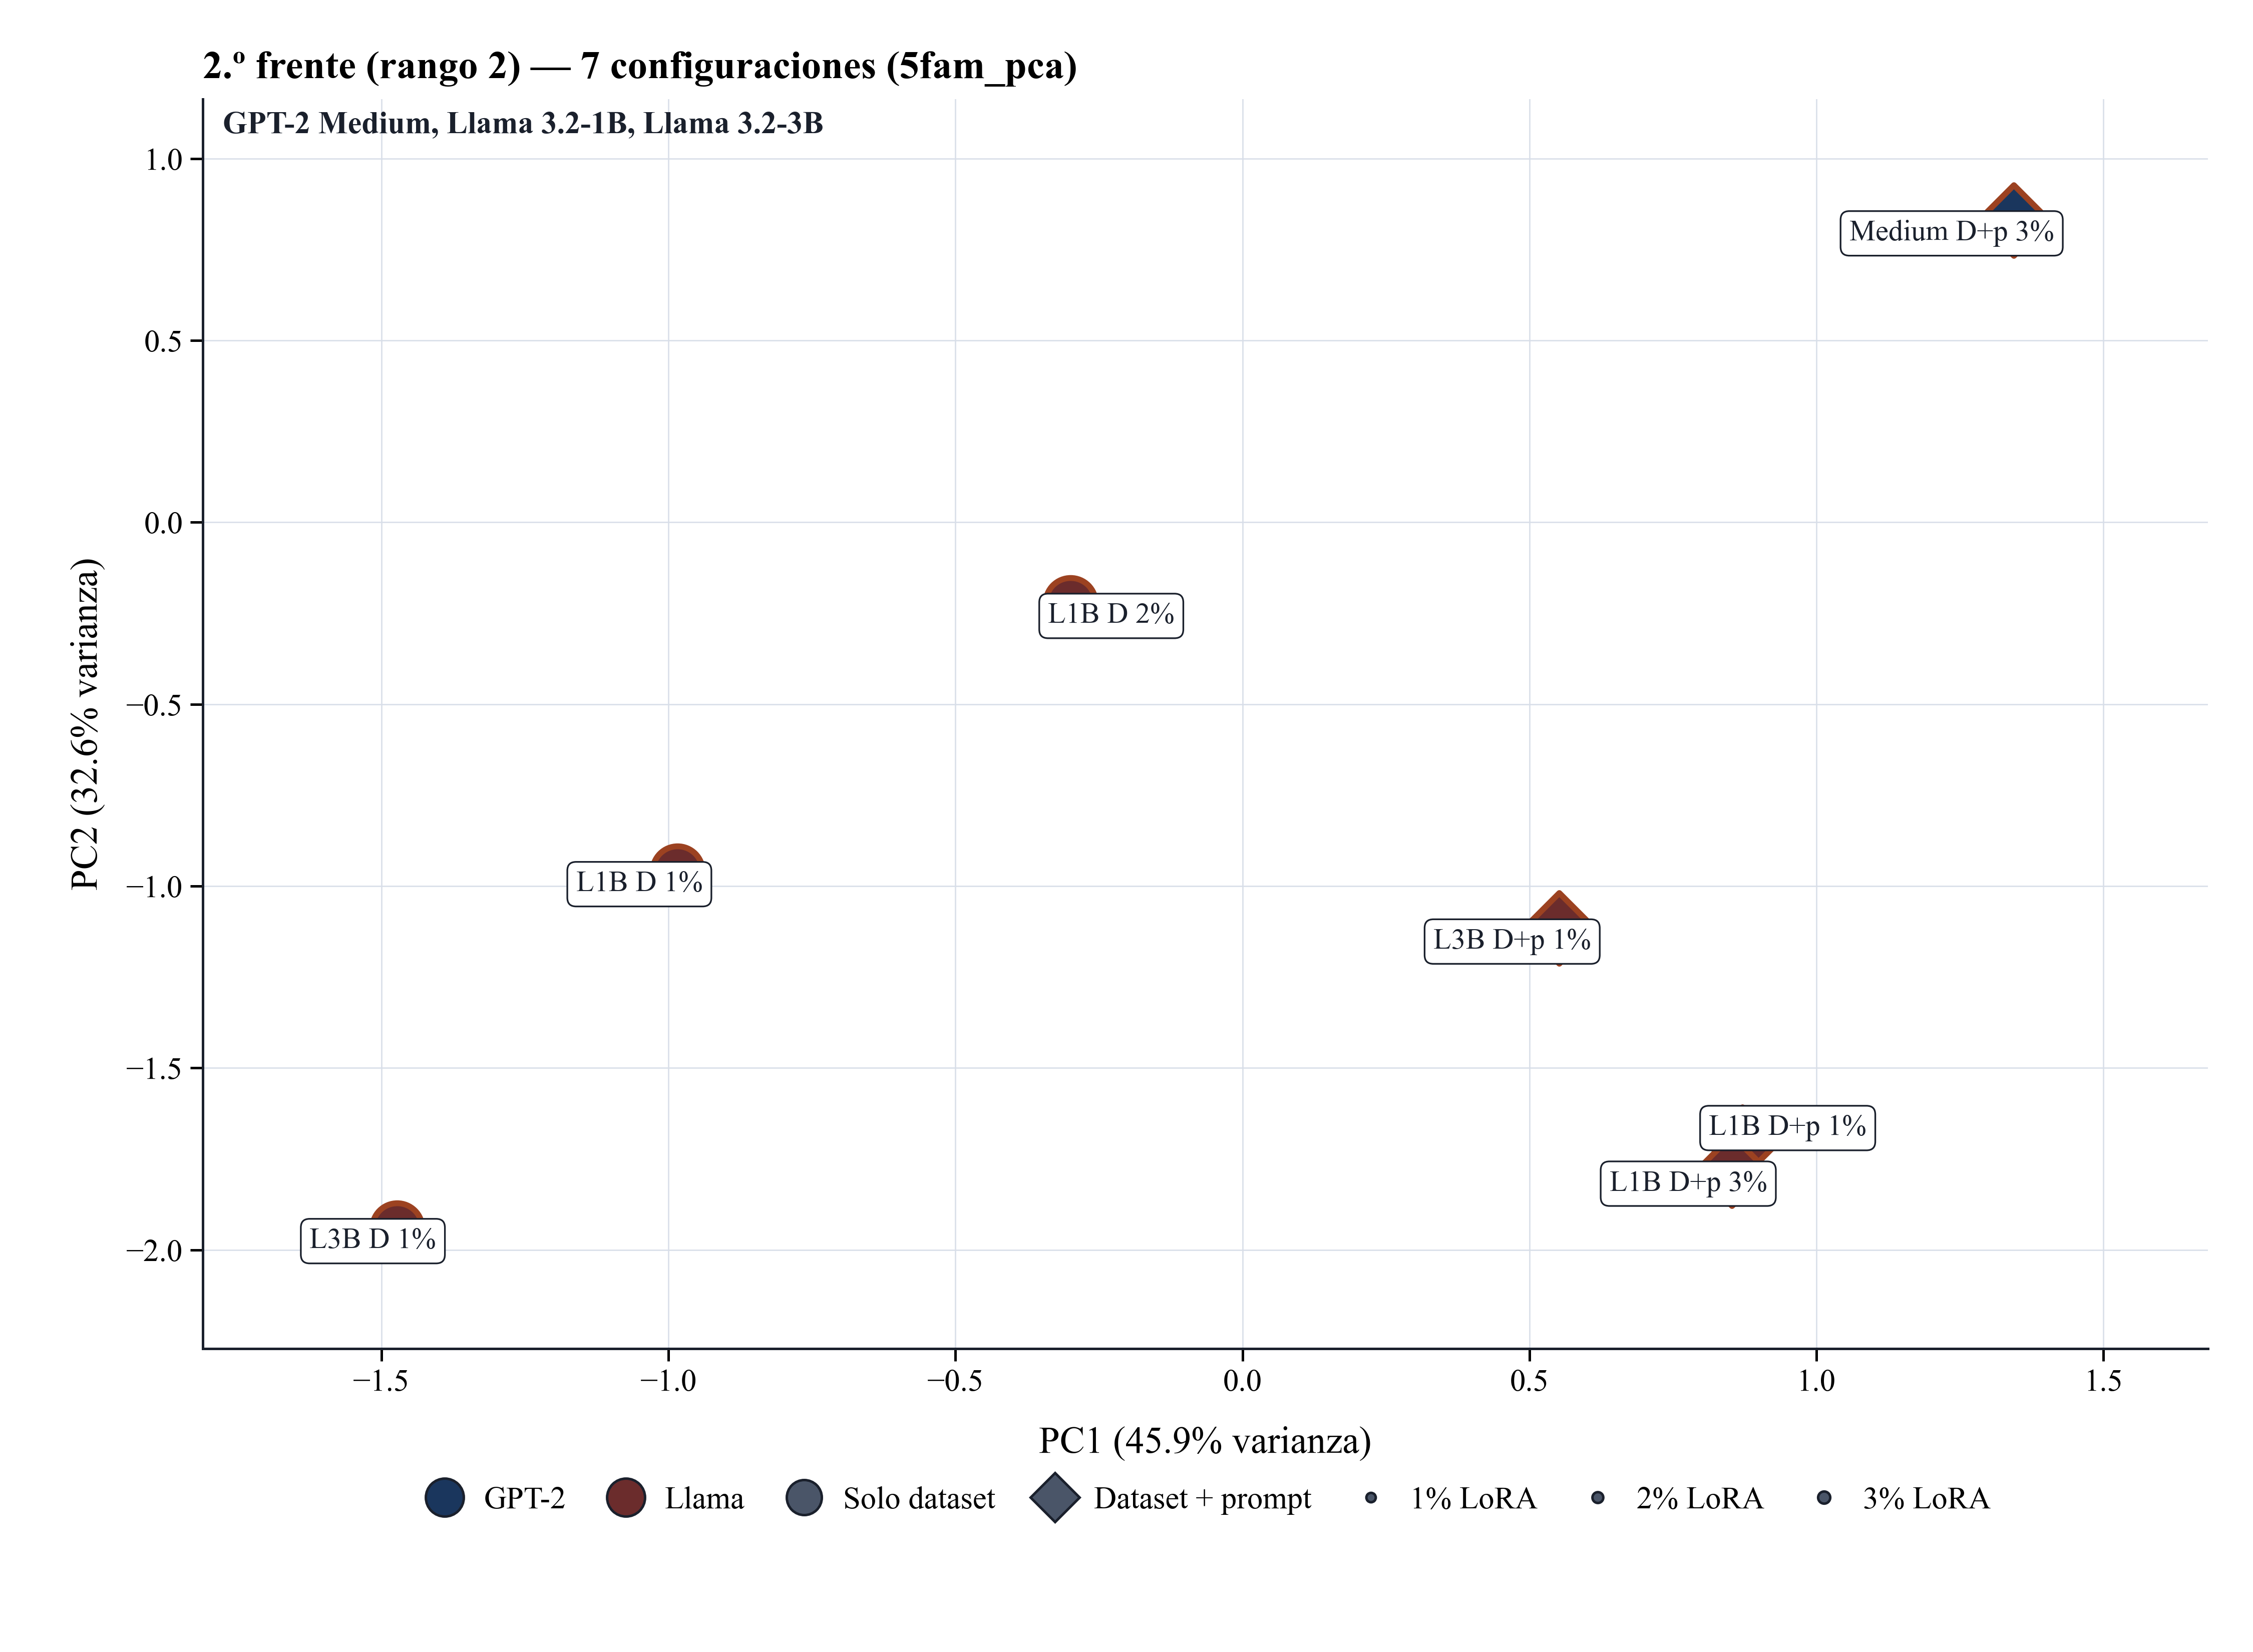 2.º frente (rango 2) — 7 configuraciones (5fam_pca)
GPT-2 Medium, Llama 3.2-1B, Llama 3.2-3B
PC2 (32.6% varianza)
1.0
0.5
0.0
−0.5
−1.0
−1.5
−2.0
Medium D+p 3%
L1B D 2%
L1B D 1%
L3B D+p 1%
L1B D+p 1%
L1B D+p 3%
L3B D 1%
−1.5 −1.0 −0.5 0.0 0.5 1.0 1.5
PC1 (45.9% varianza)
GPT-2 Llama Solo dataset Dataset + prompt 1% LoRA 2% LoRA 3% LoRA